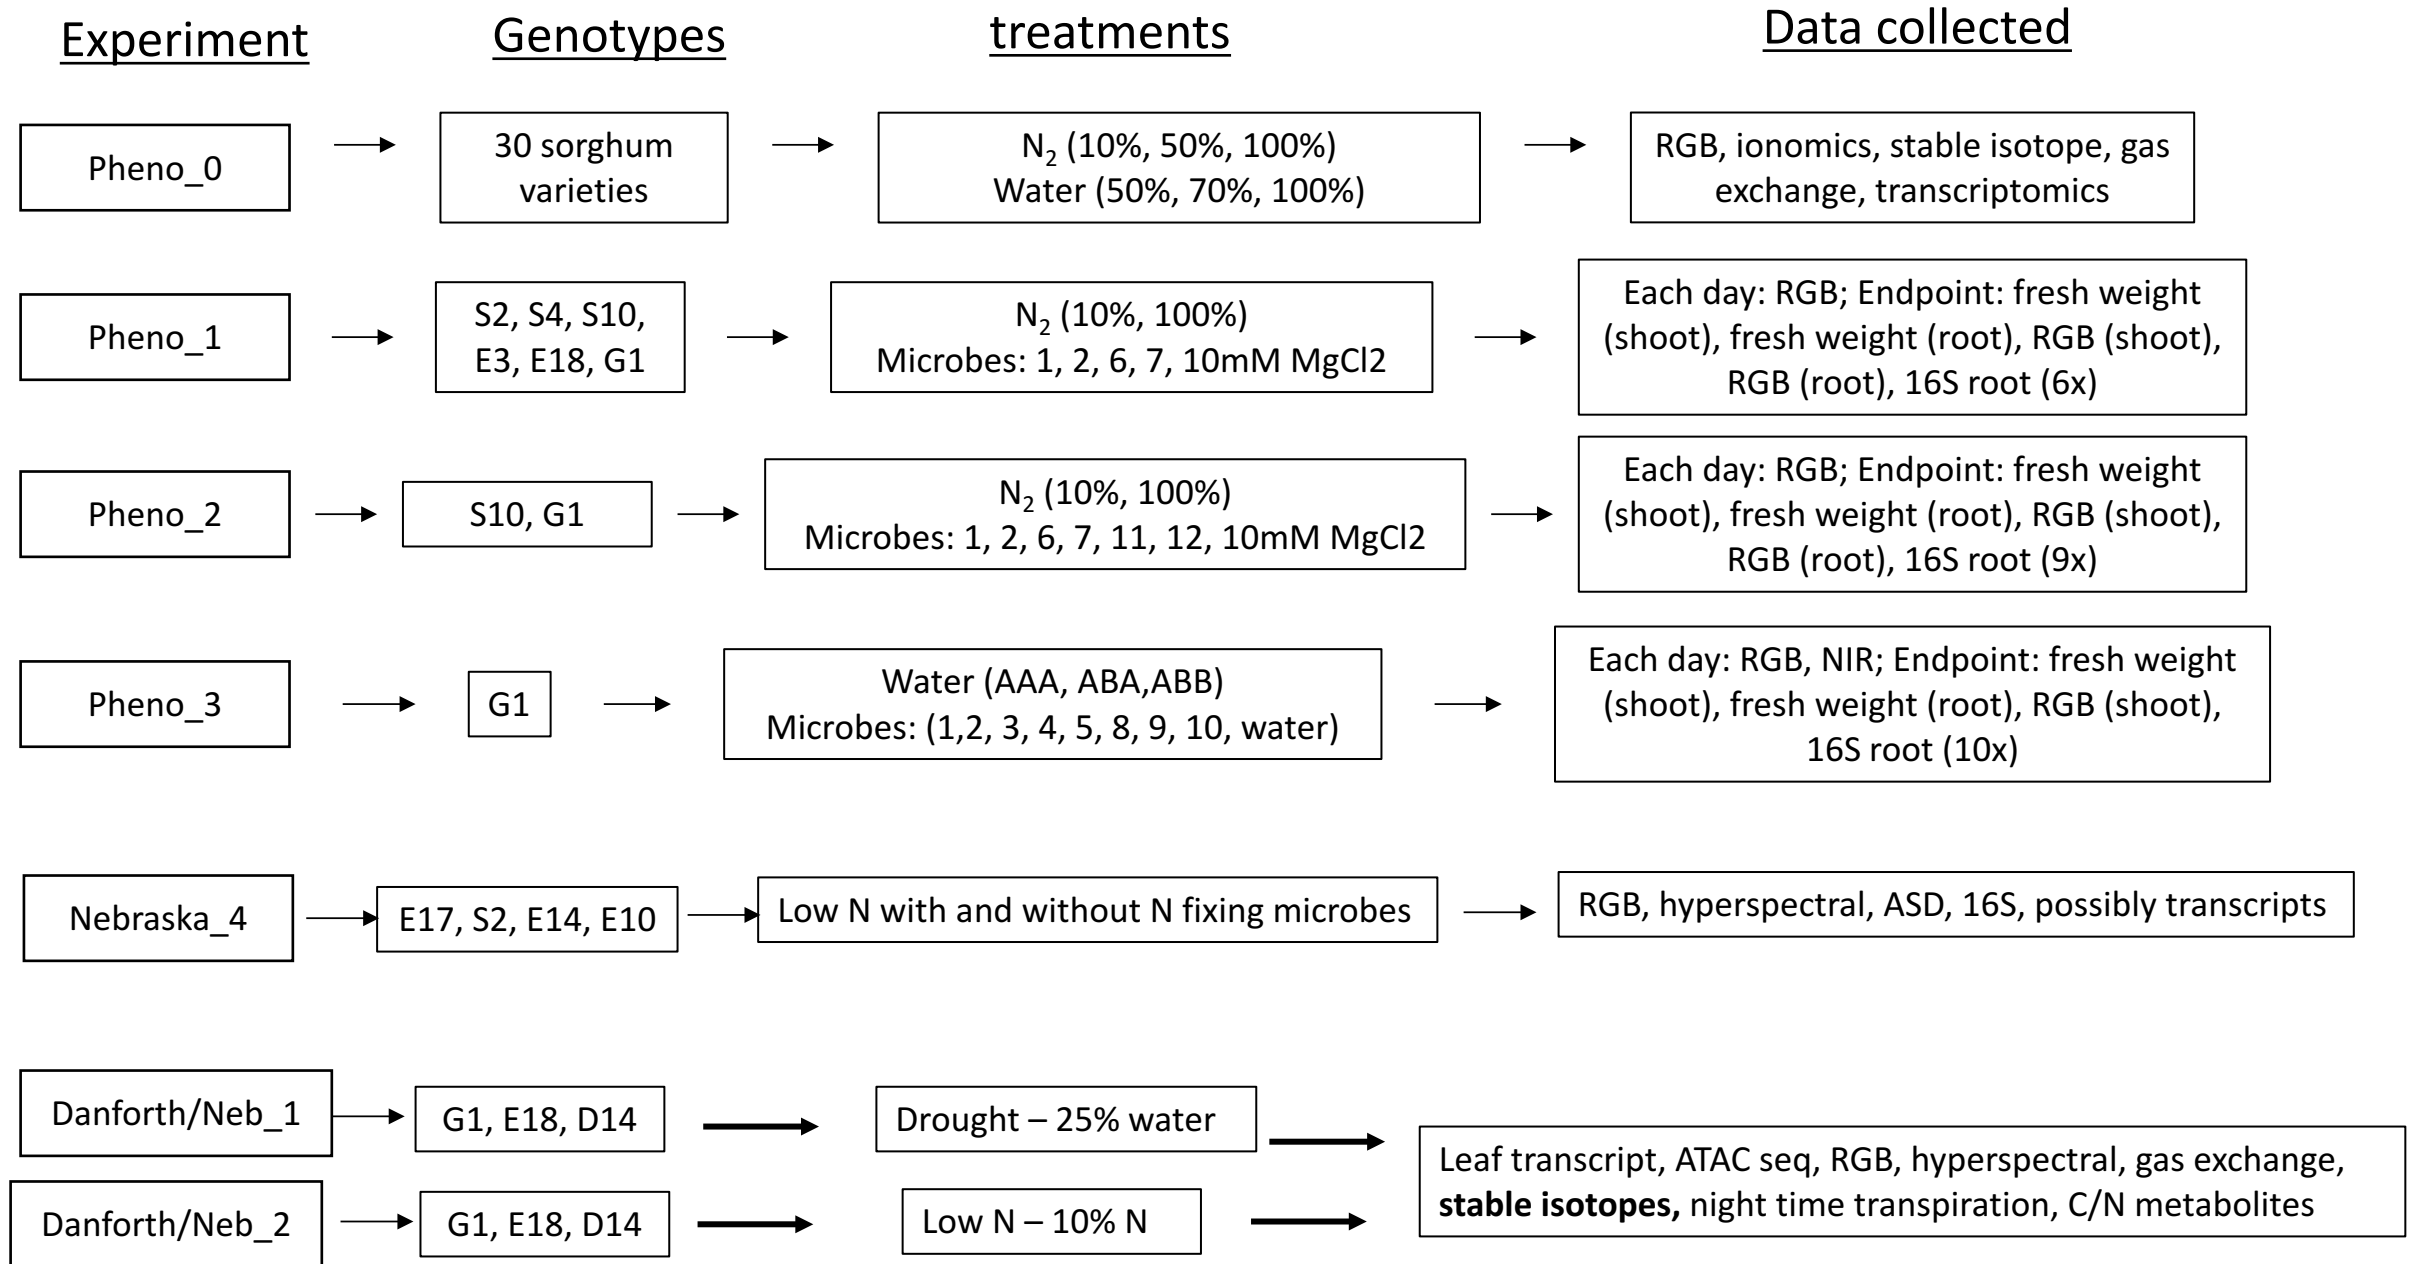 Experiment
Genotypes
treatments
Data collected
Pheno_0
30 sorghum
varieties
N₂ (10%, 50%, 100%)
Water (50%, 70%, 100%)
RGB, ionomics, stable isotope, gas
exchange, transcriptomics
Pheno_1
S2, S4, S10,
E3, E18, G1
N₂ (10%, 100%)
Microbes: 1, 2, 6, 7, 10mM MgCl2
Each day: RGB; Endpoint: fresh weight
(shoot), fresh weight (root), RGB (shoot),
RGB (root), 16S root (6x)
Pheno_2
S10, G1
N₂ (10%, 100%)
Microbes: 1, 2, 6, 7, 11, 12, 10mM MgCl2
Each day: RGB; Endpoint: fresh weight
(shoot), fresh weight (root), RGB (shoot),
RGB (root), 16S root (9x)
Pheno_3
G1
Water (AAA, ABA,ABB)
Microbes: (1,2, 3, 4, 5, 8, 9, 10, water)
Each day: RGB, NIR; Endpoint: fresh weight
(shoot), fresh weight (root), RGB (shoot),
16S root (10x)
Nebraska_4
E17, S2, E14, E10
Low N with and without N fixing microbes
RGB, hyperspectral, ASD, 16S, possibly transcripts
Danforth/Neb_1
G1, E18, D14
Drought – 25% water
Danforth/Neb_2
G1, E18, D14
Low N – 10% N
Leaf transcript, ATAC seq, RGB, hyperspectral, gas exchange,
stable isotopes, night time transpiration, C/N metabolites